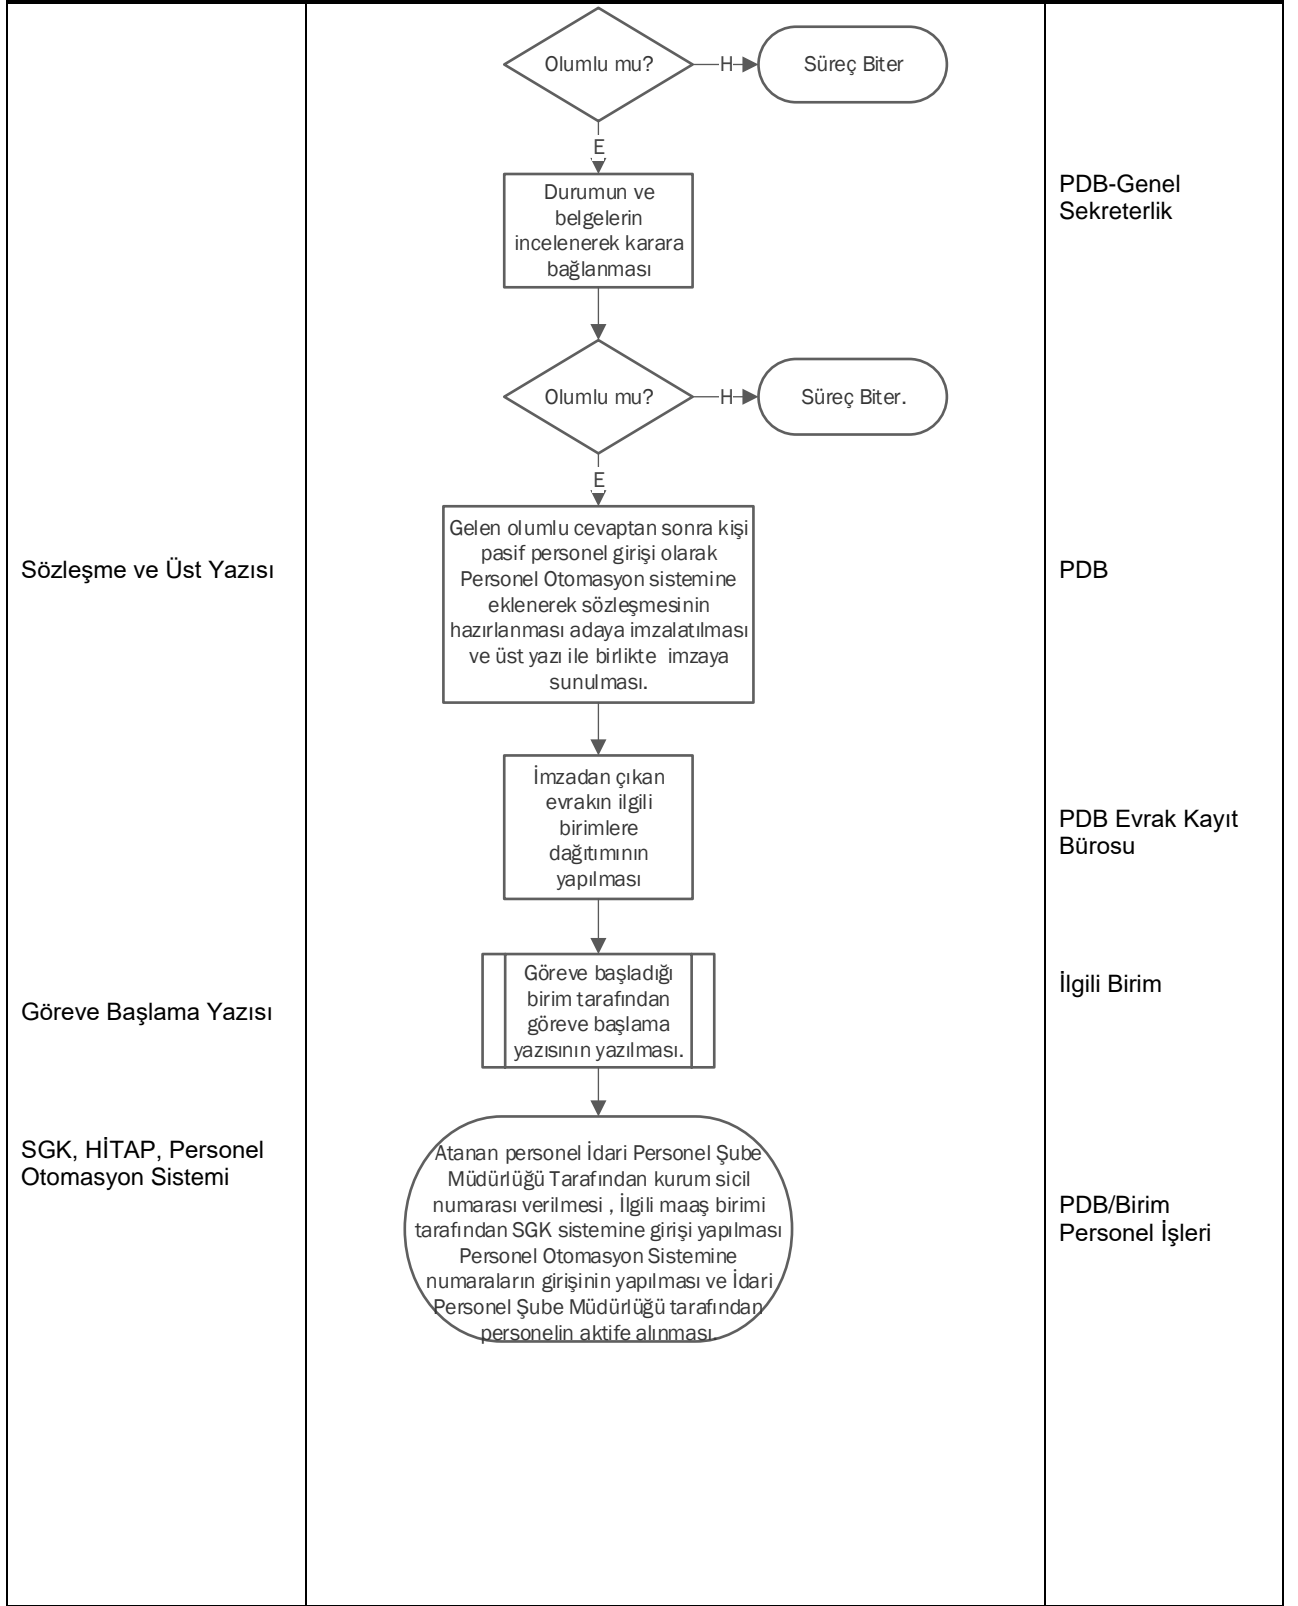 Olumlu mu?
H
Süreç Biter
E
Durumun ve
belgelerin
incelenerek karara
bağlanması
PDB-Genel
Sekreterlik
Olumlu mu?
H
Süreç Biter.
E
Sözleşme ve Üst Yazısı
Gelen olumlu cevaptan sonra kişi
pasif personel girişi olarak
Personel Otomasyon sistemine
eklenerek sözleşmesinin
hazırlanması adaya imzalatılması
ve üst yazı ile birlikte imzaya
sunulması.
PDB
İmzadan çıkan
evrakın ilgili
birimlere
dağıtımının
yapılması
PDB Evrak Kayıt
Bürosu
Göreve Başlama Yazısı
Göreve başladığı
birim tarafından
göreve başlama
yazısının yazılması.
İlgili Birim
SGK, HİTAP, Personel
Otomasyon Sistemi
Atanan personel İdari Personel Şube
Müdürlüğü Tarafından kurum sicil
numarası verilmesi , İlgili maaş birimi
tarafından SGK sistemine girişi yapılması
Personel Otomasyon Sistemine
numaraların girişinin yapılması ve İdari
Personel Şube Müdürlüğü tarafından
personelin aktife alınması.
PDB/Birim
Personel İşleri